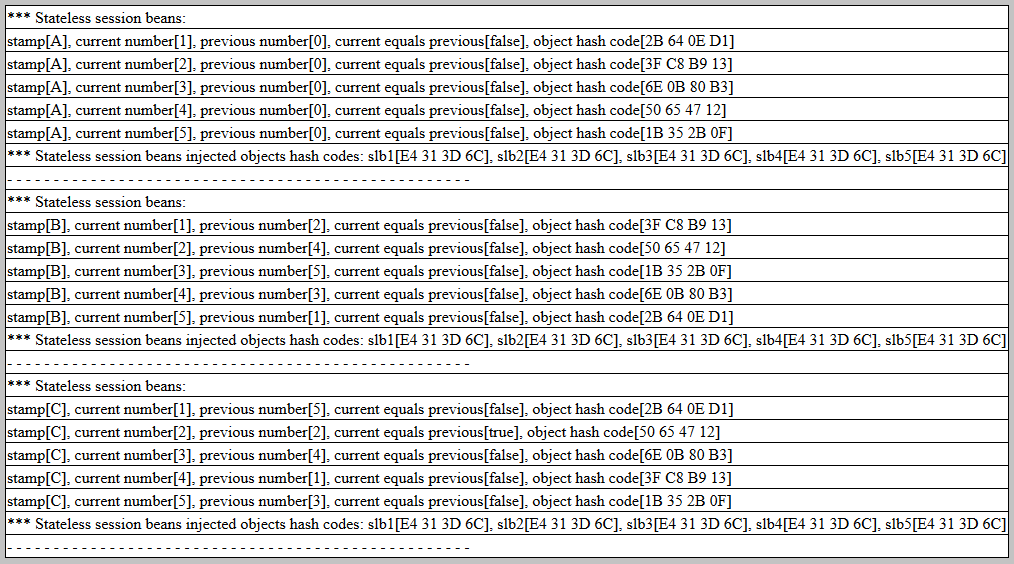 *** Stateless session beans:
stamp[A], current number[1], previous number[0], current equals previous[false], object hash code[2B 64 0E D1]
stamp[A], current number[2], previous number[0], current equals previous[false], object hash code[3F C8 B9 13]
stamp[A], current number[3], previous number[0], current equals previous[false], object hash code[6E 0B 80 B3]
stamp[A], current number[4], previous number[0], current equals previous[false], object hash code[50 65 47 12]
stamp[A], current number[5], previous number[0], current equals previous[false], object hash code[1B 35 2B 0F]
*** Stateless session beans injected objects hash codes: slb1[E4 31 3D 6C], slb2[E4 31 3D 6C], slb3[E4 31 3D 6C], slb4[E4 31 3D 6C], slb5[E4 31 3D 6C]
- - - - - - - - - - - - - - - - - - - - - - - - - - - - - - - - - - - - - - - - - - - - - - - - - -
*** Stateless session beans:
stamp[B], current number[1], previous number[2], current equals previous[false], object hash code[3F C8 B9 13]
stamp[B], current number[2], previous number[4], current equals previous[false], object hash code[50 65 47 12]
stamp[B], current number[3], previous number[5], current equals previous[false], object hash code[1B 35 2B 0F]
stamp[B], current number[4], previous number[3], current equals previous[false], object hash code[6E 0B 80 B3]
stamp[B], current number[5], previous number[1], current equals previous[false], object hash code[2B 64 0E D1]
*** Stateless session beans injected objects hash codes: slb1[E4 31 3D 6C], slb2[E4 31 3D 6C], slb3[E4 31 3D 6C], slb4[E4 31 3D 6C], slb5[E4 31 3D 6C]
- - - - - - - - - - - - - - - - - - - - - - - - - - - - - - - - - - - - - - - - - - - - - - - - - -
*** Stateless session beans:
stamp[C], current number[1], previous number[5], current equals previous[false], object hash code[2B 64 0E D1]
stamp[C], current number[2], previous number[2], current equals previous[true], object hash code[50 65 47 12]
stamp[C], current number[3], previous number[4], current equals previous[false], object hash code[6E 0B 80 B3]
stamp[C], current number[4], previous number[1], current equals previous[false], object hash code[3F C8 B9 13]
stamp[C], current number[5], previous number[3], current equals previous[false], object hash code[1B 35 2B 0F]
*** Stateless session beans injected objects hash codes: slb1[E4 31 3D 6C], slb2[E4 31 3D 6C], slb3[E4 31 3D 6C], slb4[E4 31 3D 6C], slb5[E4 31 3D 6C]
- - - - - - - - - - - - - - - - - - - - - - - - - - - - - - - - - - - - - - - - - - - - - - - - - -